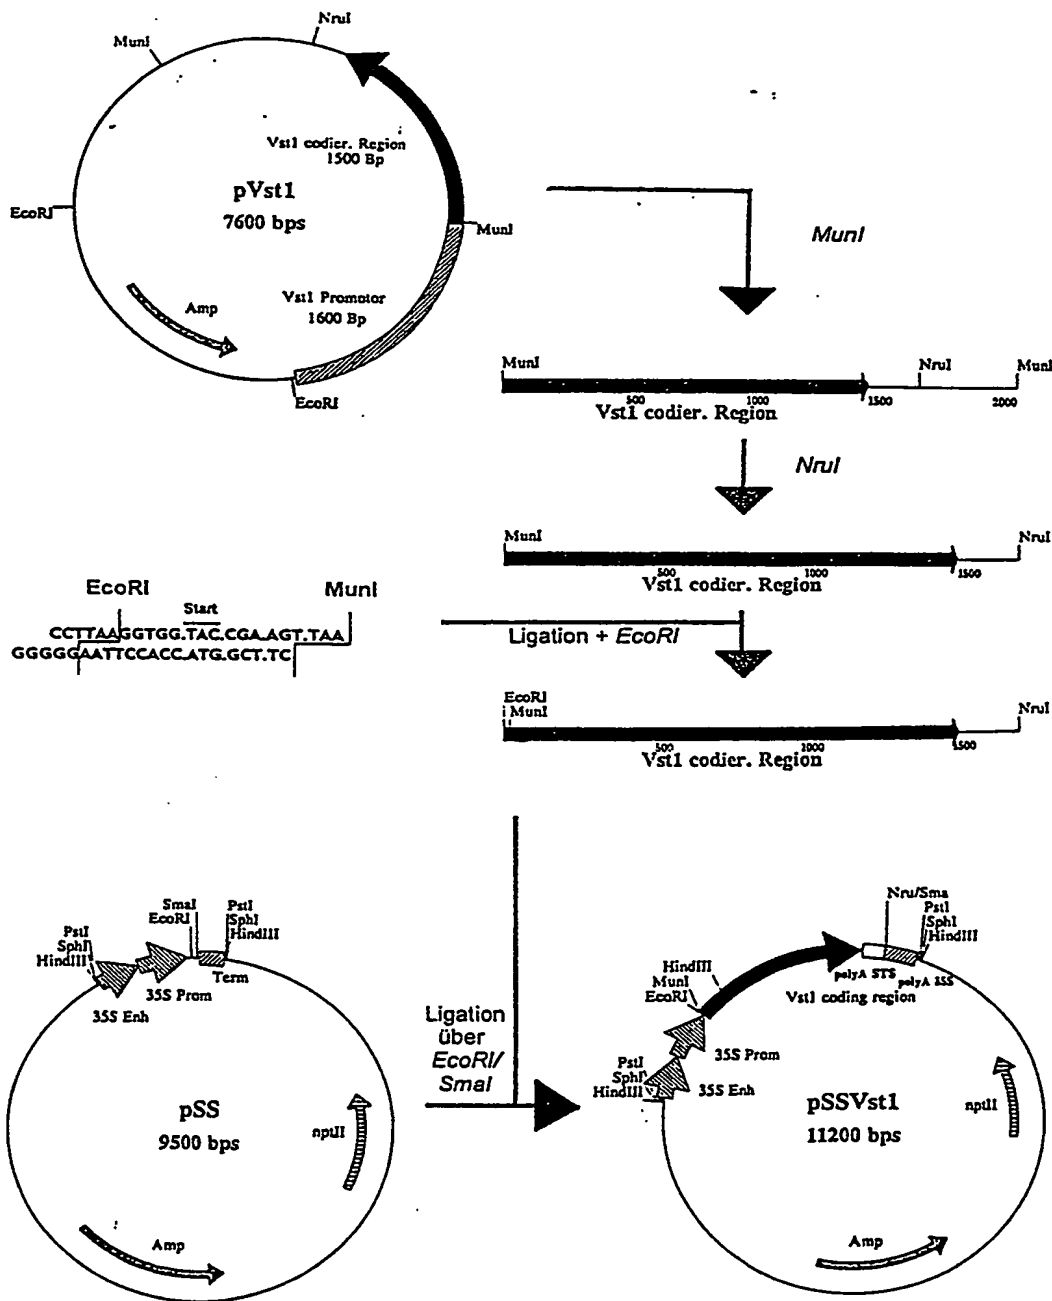 NruI
MunI
Vst1 codier. Region
1500 Bp
pVst1
7600 bps
EcoRI
MunI
Amp
Vst1 Promotor
1600 Bp
EcoRI
MunI
MunI
NruI
MunI
500
1000
1500
2000
Vst1 codier. Region
NruI
MunI
NruI
500
1000
1500
Vst1 codier. Region
EcoRI
MunI
Start
CCTTAAGGTGG.TAC.CGA.AGT.TAA
GGGGGAATTCCACC.ATG.GCT.TC
Ligation + EcoRI
EcoRI
MunI
NruI
500
1000
1500
Vst1 codier. Region
SmaI
EcoRI
PstI
SphI
HindIII
PstI
SphI
HindIII
Term
35S Prom
35S Enh
pSS
9500 bps
nptII
Amp
Ligation
über
EcoRI/
SmaI
Nru/Sma
PstI
SphI
HindIII
HindIII
MunI
EcoRI
polyA STS
polyA 35S
Vst1 coding region
35S Prom
PstI
SphI
HindIII
35S Enh
pSSVst1
11200 bps
nptII
Amp